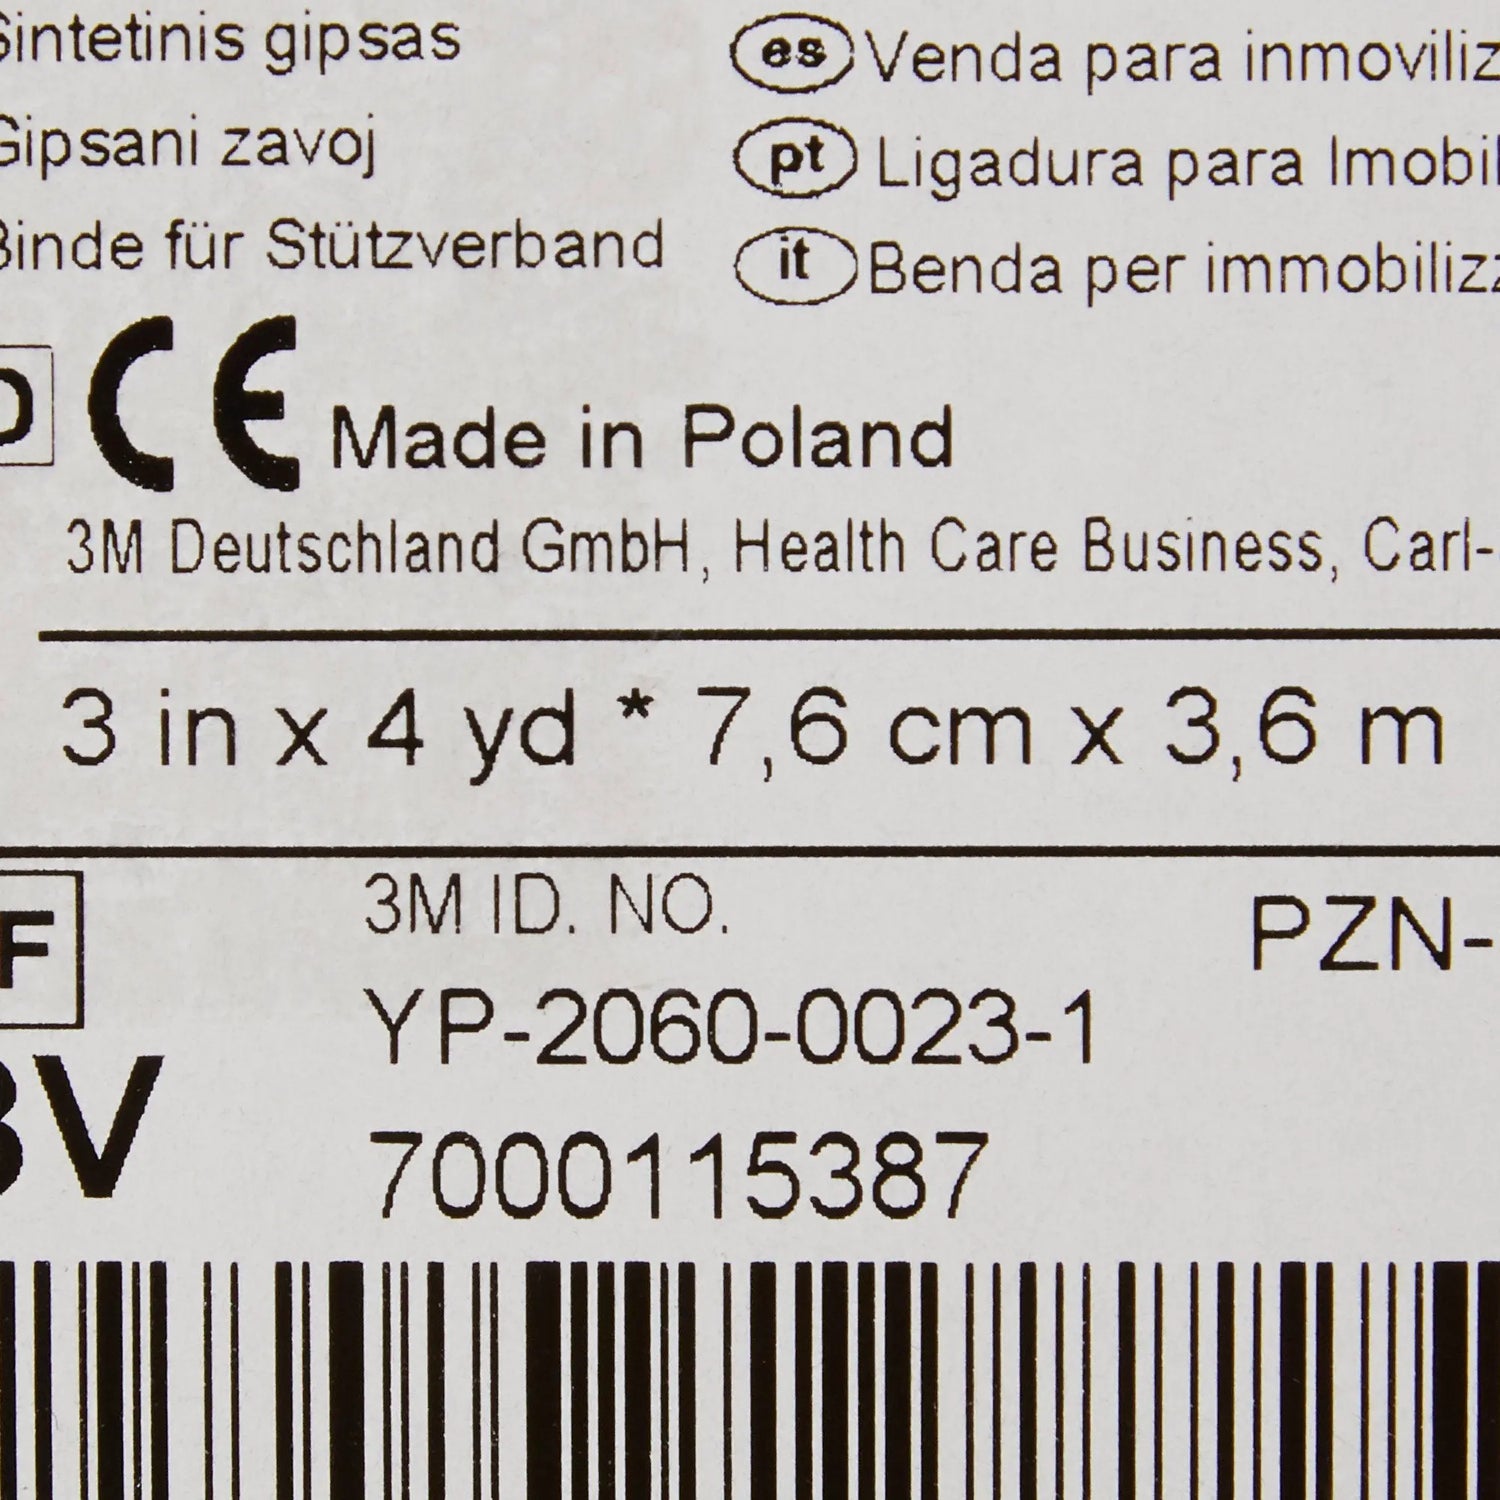 Sintetinis gipsas
es Venda para inmoviliz
Gipsani zavoj
pt Ligadura para Imobil
Binde für Stützverband
it Benda per immobilizz
CE Made in Poland
3M Deutschland GmbH, Health Care Business, Carl-
3 in x 4 yd * 7,6 cm x 3,6 m
F
3M ID. NO.
PZN-
YP-2060-0023-1
3V
7000115387